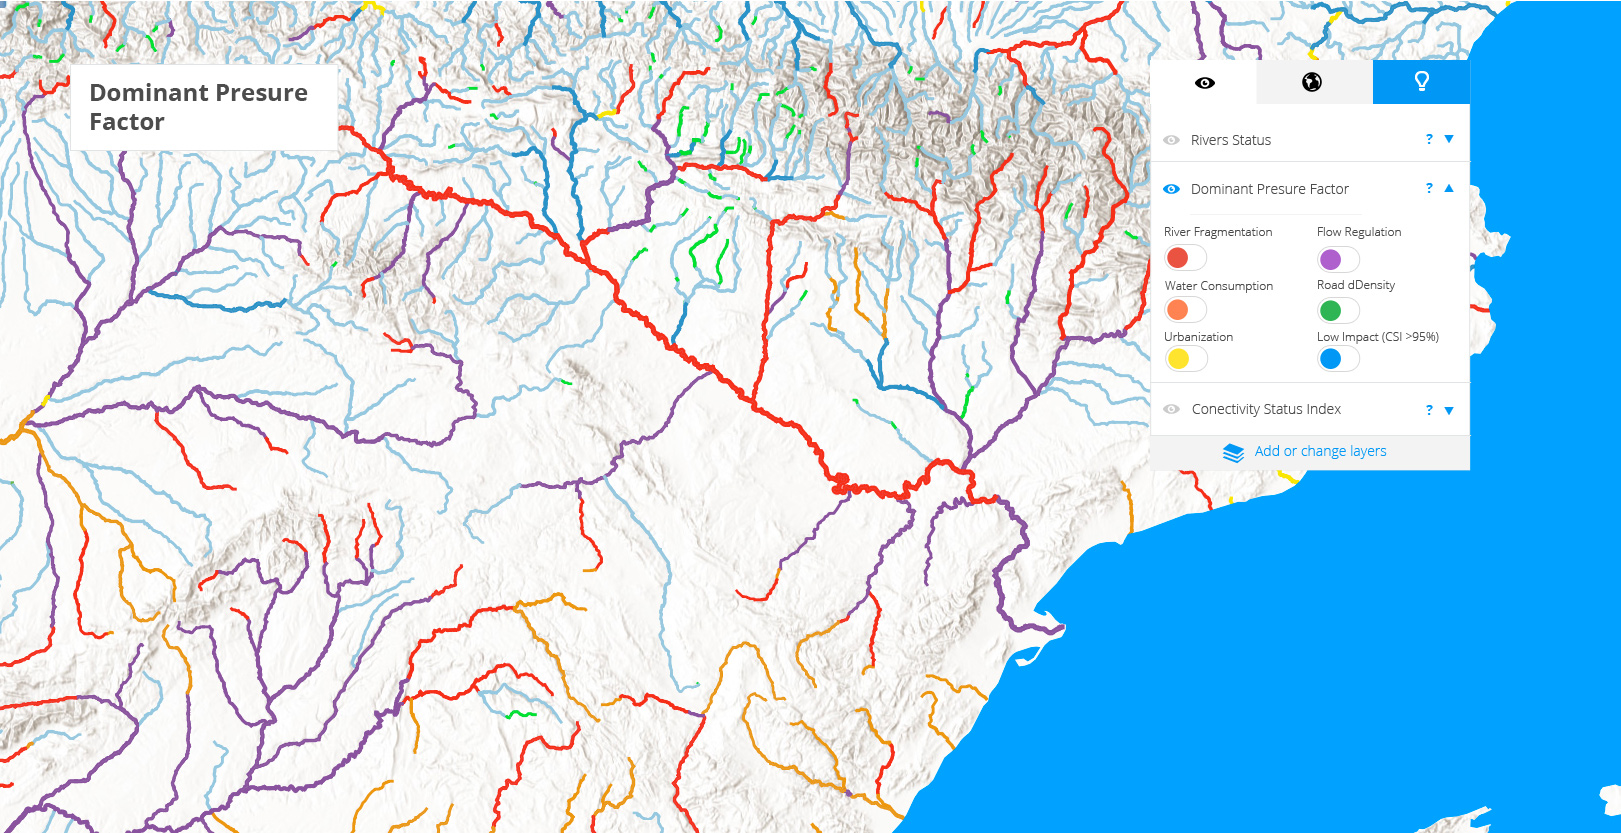 Dominant Presure
Factor
Rivers Status ?
Dominant Presure Factor ?
River Fragmentation Flow Regulation
Water Consumption Road dDensity
Urbanization Low Impact (CSI >95%)
Conectivity Status Index ?
Add or change layers